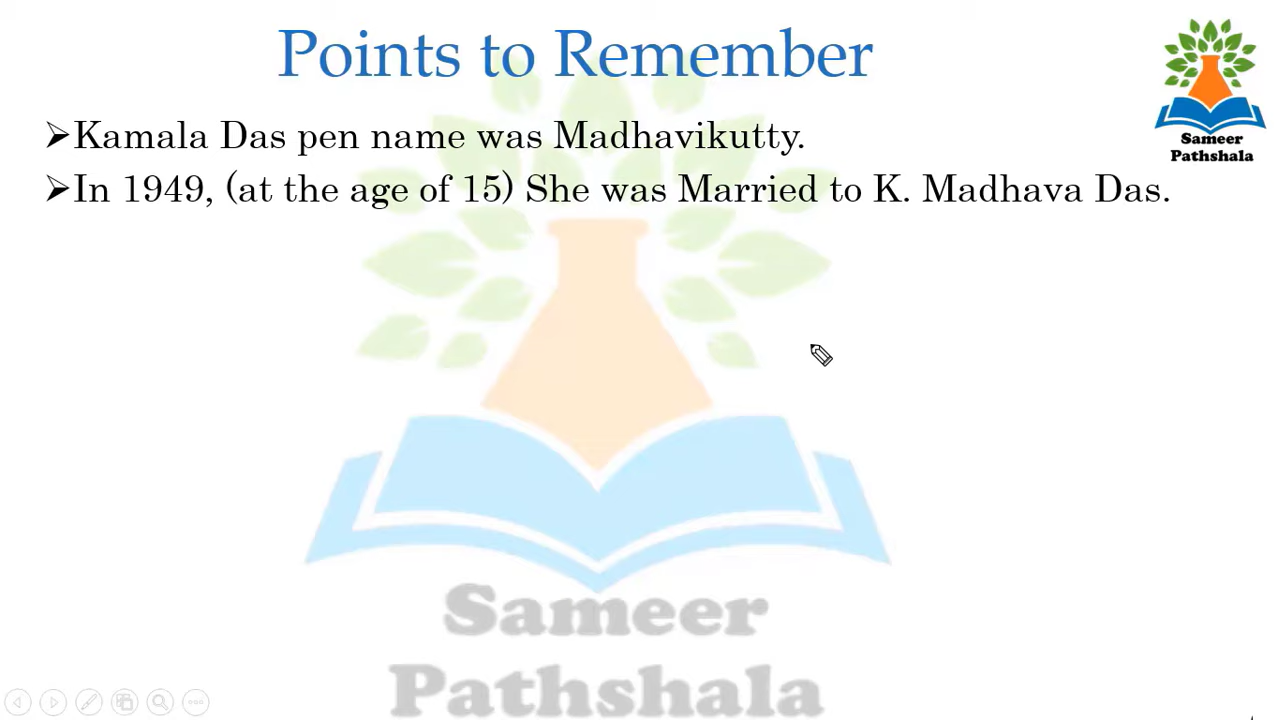 Points to Remember
Sameer
Pathshala
➢Kamala Das pen name was Madhavikutty.
➢In 1949, (at the age of 15) She was Married to K. Madhava Das.
Sameer
Pathshala